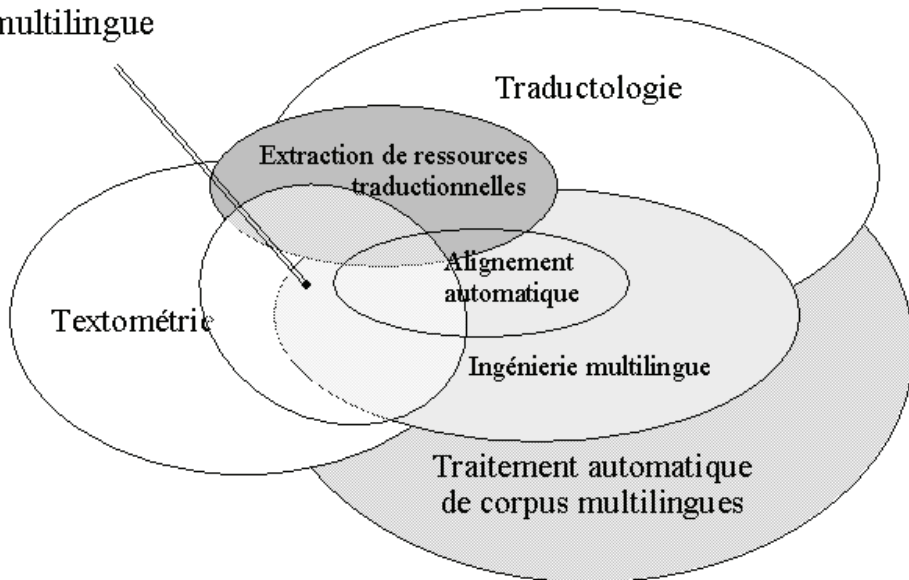 multilingue
Traductologie
Extraction de ressources
traductionnelles
Alignement
automatique
Textométrie
Ingénierie multilingue
Traitement automatique
de corpus multilingues